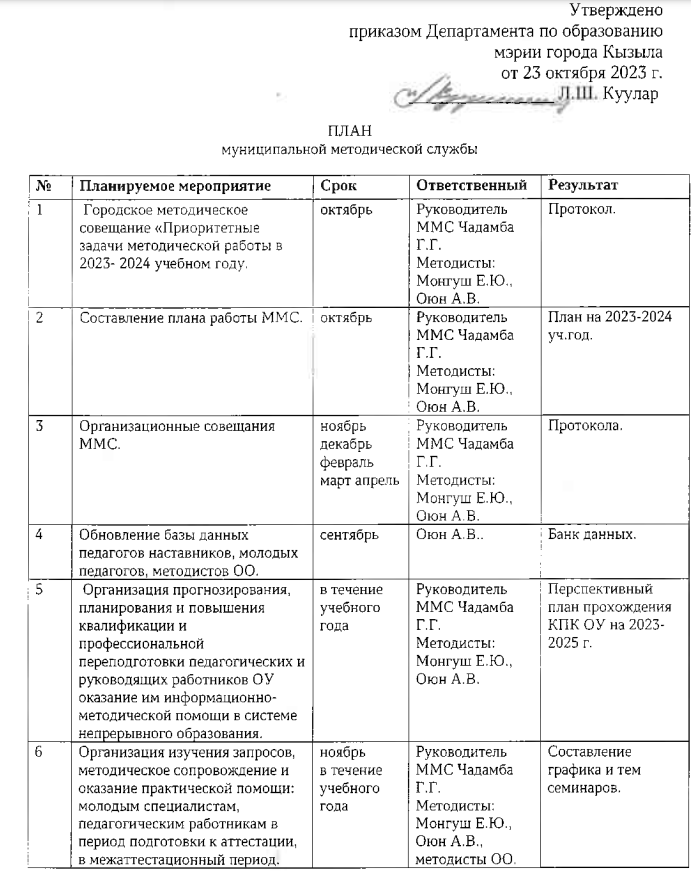 Утверждено
приказом Департамента по образованию
мэрии города Кызыла
от 23 октября 2023 г.
Л.Ш. Куулар
ПЛАН
муниципальной методической службы
№ Планируемое мероприятие Срок Ответственный Результат
1 Городское методическое
совещание «Приоритетные
задачи методической работы в
2023- 2024 учебном году.
октябрь
Руководитель
ММС Чадамба
Г.Г.
Методисты:
Монгуш Е.Ю.,
Оюн А.В.
Протокол.
2 Составление плана работы ММС.
октябрь
Руководитель
ММС Чадамба
Г.Г.
Методисты:
Монгуш Е.Ю.,
Оюн А.В.
План на 2023-2024
уч.год.
3 Организационные совещания
ММС.
ноябрь
декабрь
февраль
март апрель
Руководитель
ММС Чадамба
Г.Г.
Методисты:
Монгуш Е.Ю.,
Оюн А.В.
Протокола.
4 Обновление базы данных
педагогов наставников, молодых
педагогов, методистов ОО.
сентябрь
Оюн А.В..
Банк данных.
5 Организация прогнозирования,
планирования и повышения
квалификации и
профессиональной
переподготовки педагогических и
руководящих работников ОУ
оказание им информационно-
методической помощи в системе
непрерывного образования.
в течение
учебного
года
Руководитель
ММС Чадамба
Г.Г.
Методисты:
Монгуш Е.Ю.,
Оюн А.В.
Перспективный
план прохождения
КПК ОУ на 2023-
2025 г.
6 Организация изучения запросов,
методическое сопровождение и
оказание практической помощи:
молодым специалистам,
педагогическим работникам в
период подготовки к аттестации,
в межаттестационный период.
ноябрь
в течение
учебного
года
Руководитель
ММС Чадамба
Г.Г.
Методисты:
Монгуш Е.Ю.,
Оюн А.В.,
методисты ОО.
Составление
графика и тем
семинаров.